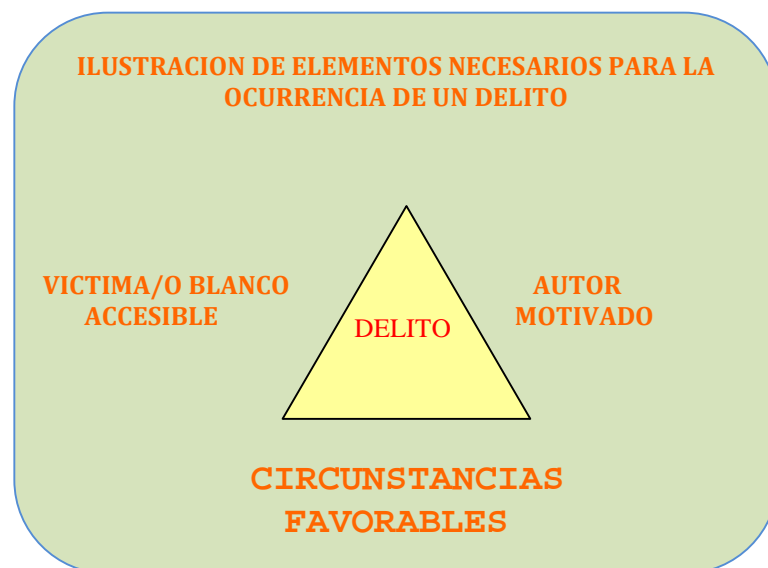 ILUSTRACION DE ELEMENTOS NECESARIOS PARA LA
OCURRENCIA DE UN DELITO
VICTIMA/O BLANCO
ACCESIBLE
DELITO
AUTOR
MOTIVADO
CIRCUNSTANCIAS
FAVORABLES